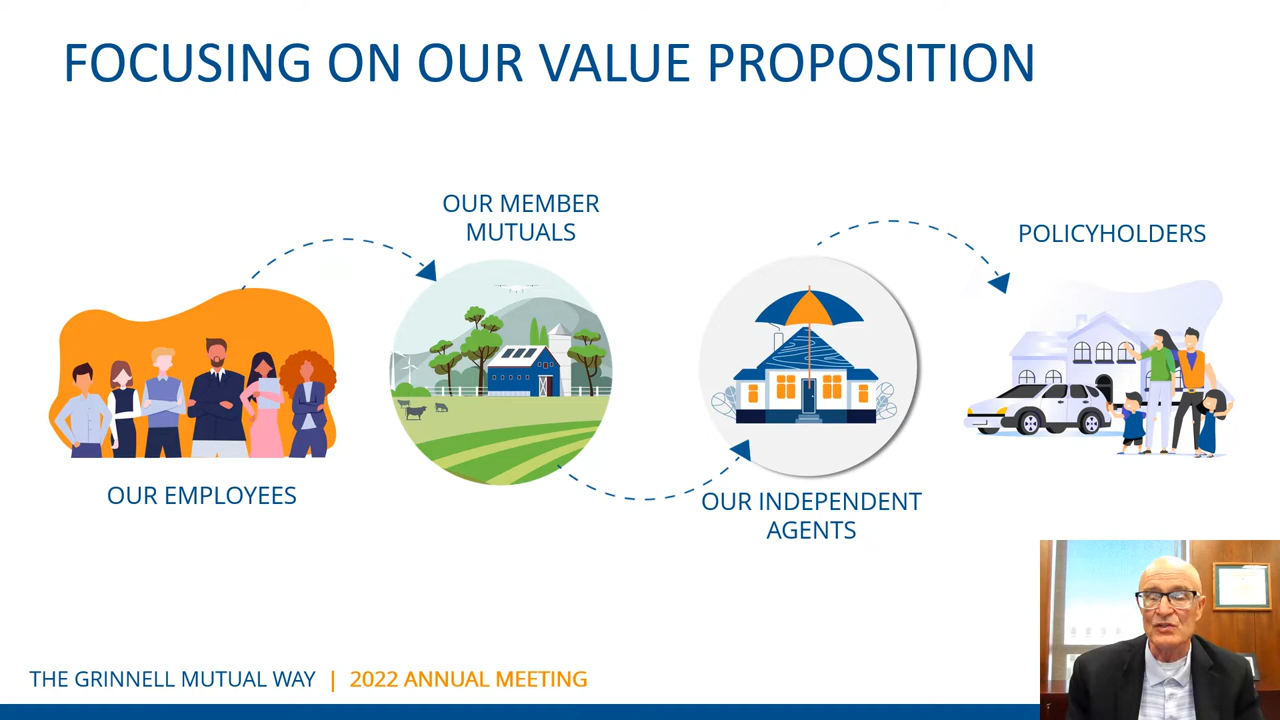 FOCUSING ON OUR VALUE PROPOSITION
OUR MEMBER
MUTUALS
POLICYHOLDERS
OUR EMPLOYEES
OUR INDEPENDENT
AGENTS
THE GRINNELL MUTUAL WAY | 2022 ANNUAL MEETING